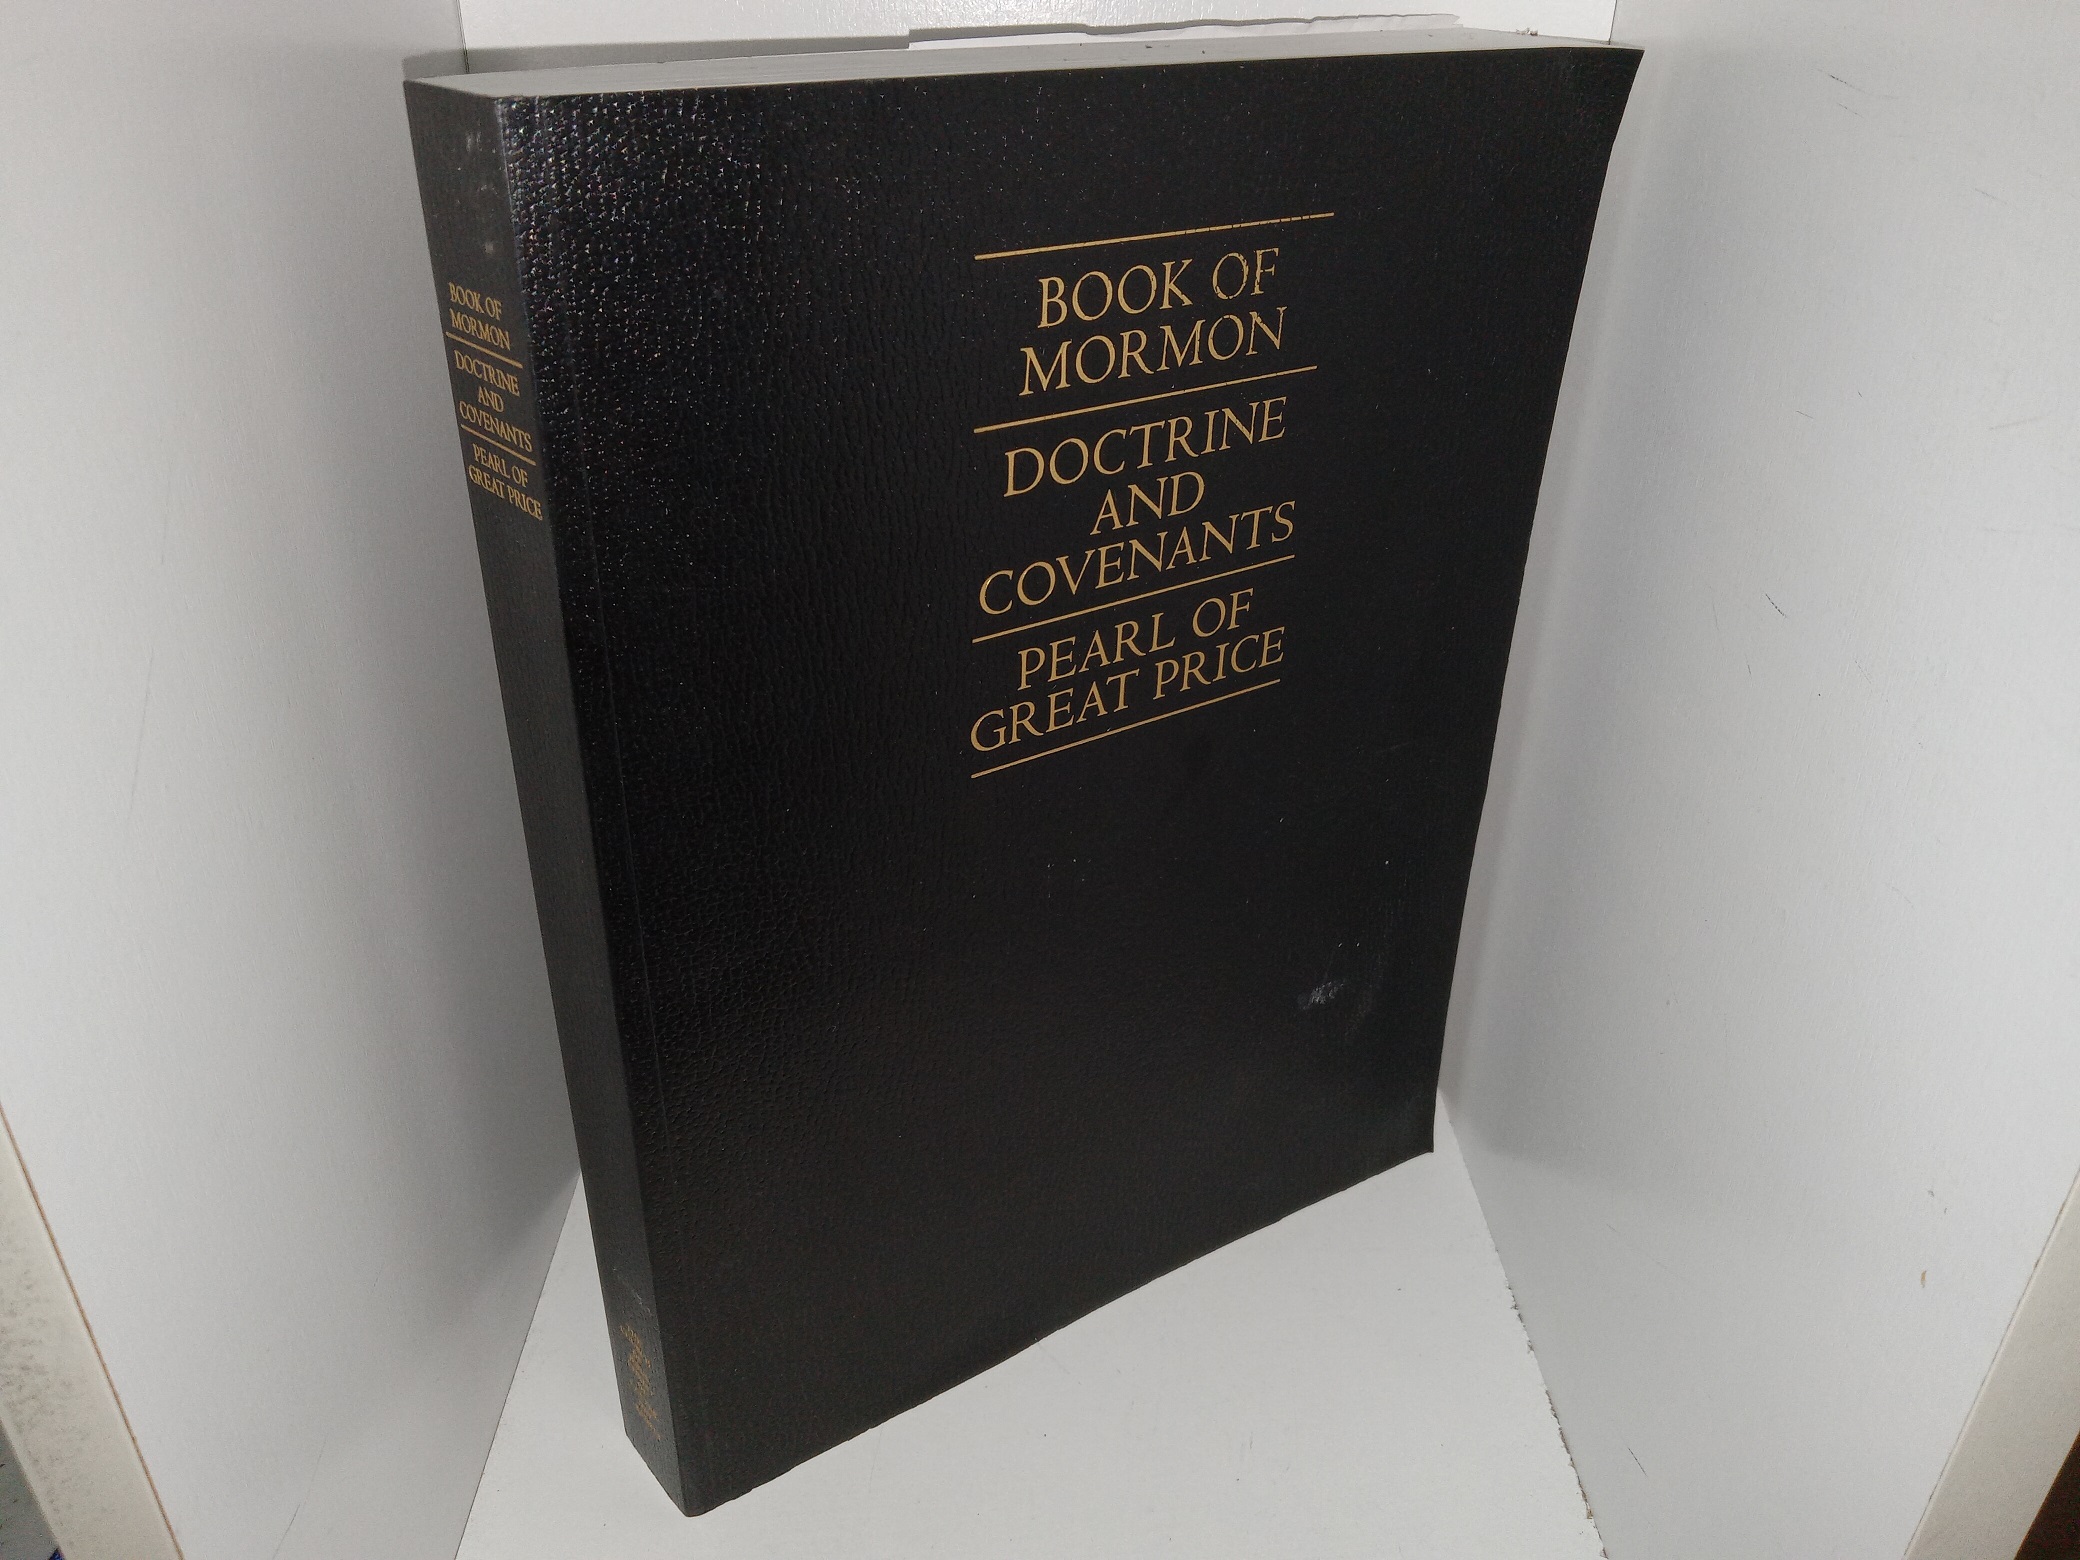 BOOK OF
MORMON
DOCTRINE
AND
COVENANTS
PEARL OF
GREAT PRICE
BOOK OF
MORMON
DOCTRINE
AND
COVENANTS
PEARL OF
GREAT PRICE